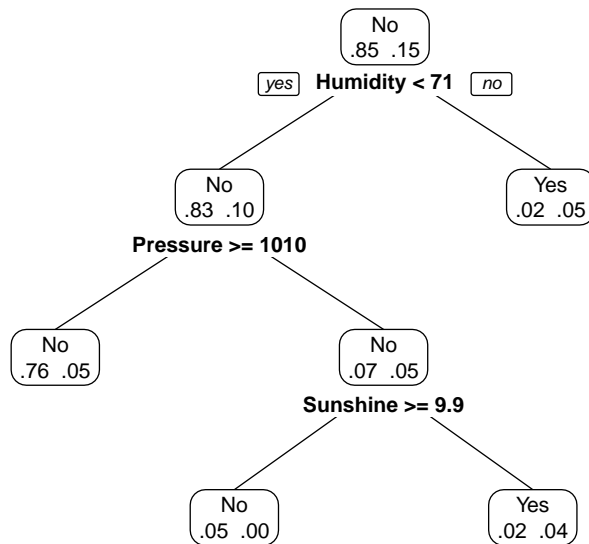 No
.85 .15
yes Humidity < 71 no
No
.83 .10
Yes
.02 .05
Pressure >= 1010
No
.76 .05
No
.07 .05
Sunshine >= 9.9
No
.05 .00
Yes
.02 .04